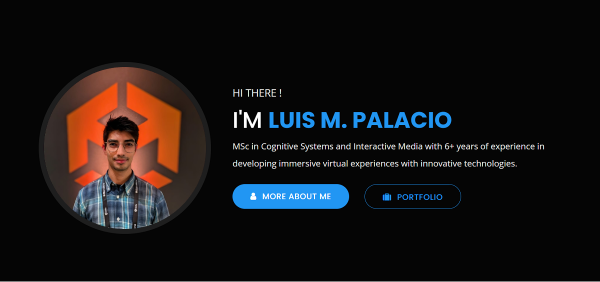 HI THERE !
I'M LUIS M. PALACIO
MSc in Cognitive Systems and Interactive Media with 6+ years of experience in
developing immersive virtual experiences with innovative technologies.
MORE ABOUT ME
PORTFOLIO